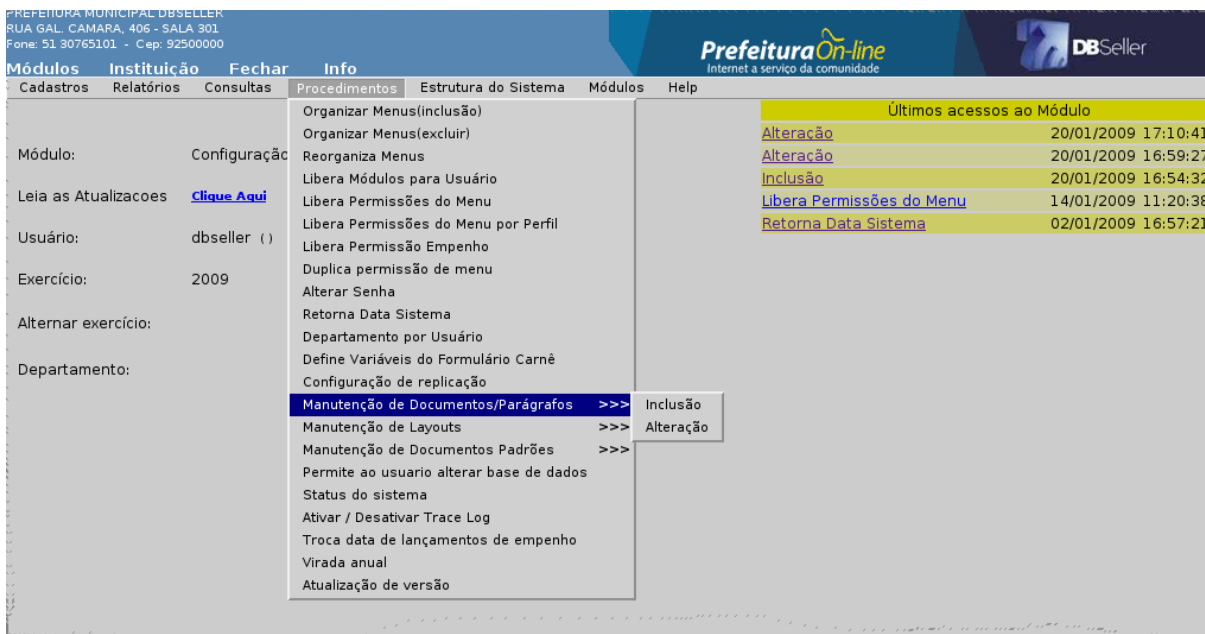 PREFEITURA MUNICIPAL DBSELLER
RUA GAL. CAMARA, 406 - SALA 301
Fone: 51 30765101 - Cep: 92500000
PrefeituraOn-line
Internet a serviço da comunidade
DBSeller
Módulos Instituição Fechar Info
Cadastros Relatórios Consultas Procedimentos Estrutura do Sistema Módulos Help
Módulo: Configuração
Leia as Atualizacoes Clique Aqui
Usuário: dbseller ()
Exercício: 2009
Alternar exercício:
Departamento:
Organizar Menus(inclusão)
Organizar Menus(excluir)
Reorganiza Menus
Libera Módulos para Usuário
Libera Permissões do Menu
Libera Permissões do Menu por Perfil
Libera Permissão Empenho
Duplica permissão de menu
Alterar Senha
Retorna Data Sistema
Departamento por Usuário
Define Variáveis do Formulário Carnê
Configuração de replicação
Manutenção de Documentos/Parágrafos >>>
Manutenção de Layouts >>>
Manutenção de Documentos Padrões >>>
Permite ao usuario alterar base de dados
Status do sistema
Ativar / Desativar Trace Log
Troca data de lançamentos de empenho
Virada anual
Atualização de versão
Inclusão
Alteração
Últimos acessos ao Módulo
Alteração 20/01/2009 17:10:41
Alteração 20/01/2009 16:59:27
Inclusão 20/01/2009 16:54:32
Libera Permissões do Menu 14/01/2009 11:20:38
Retorna Data Sistema 02/01/2009 16:57:21